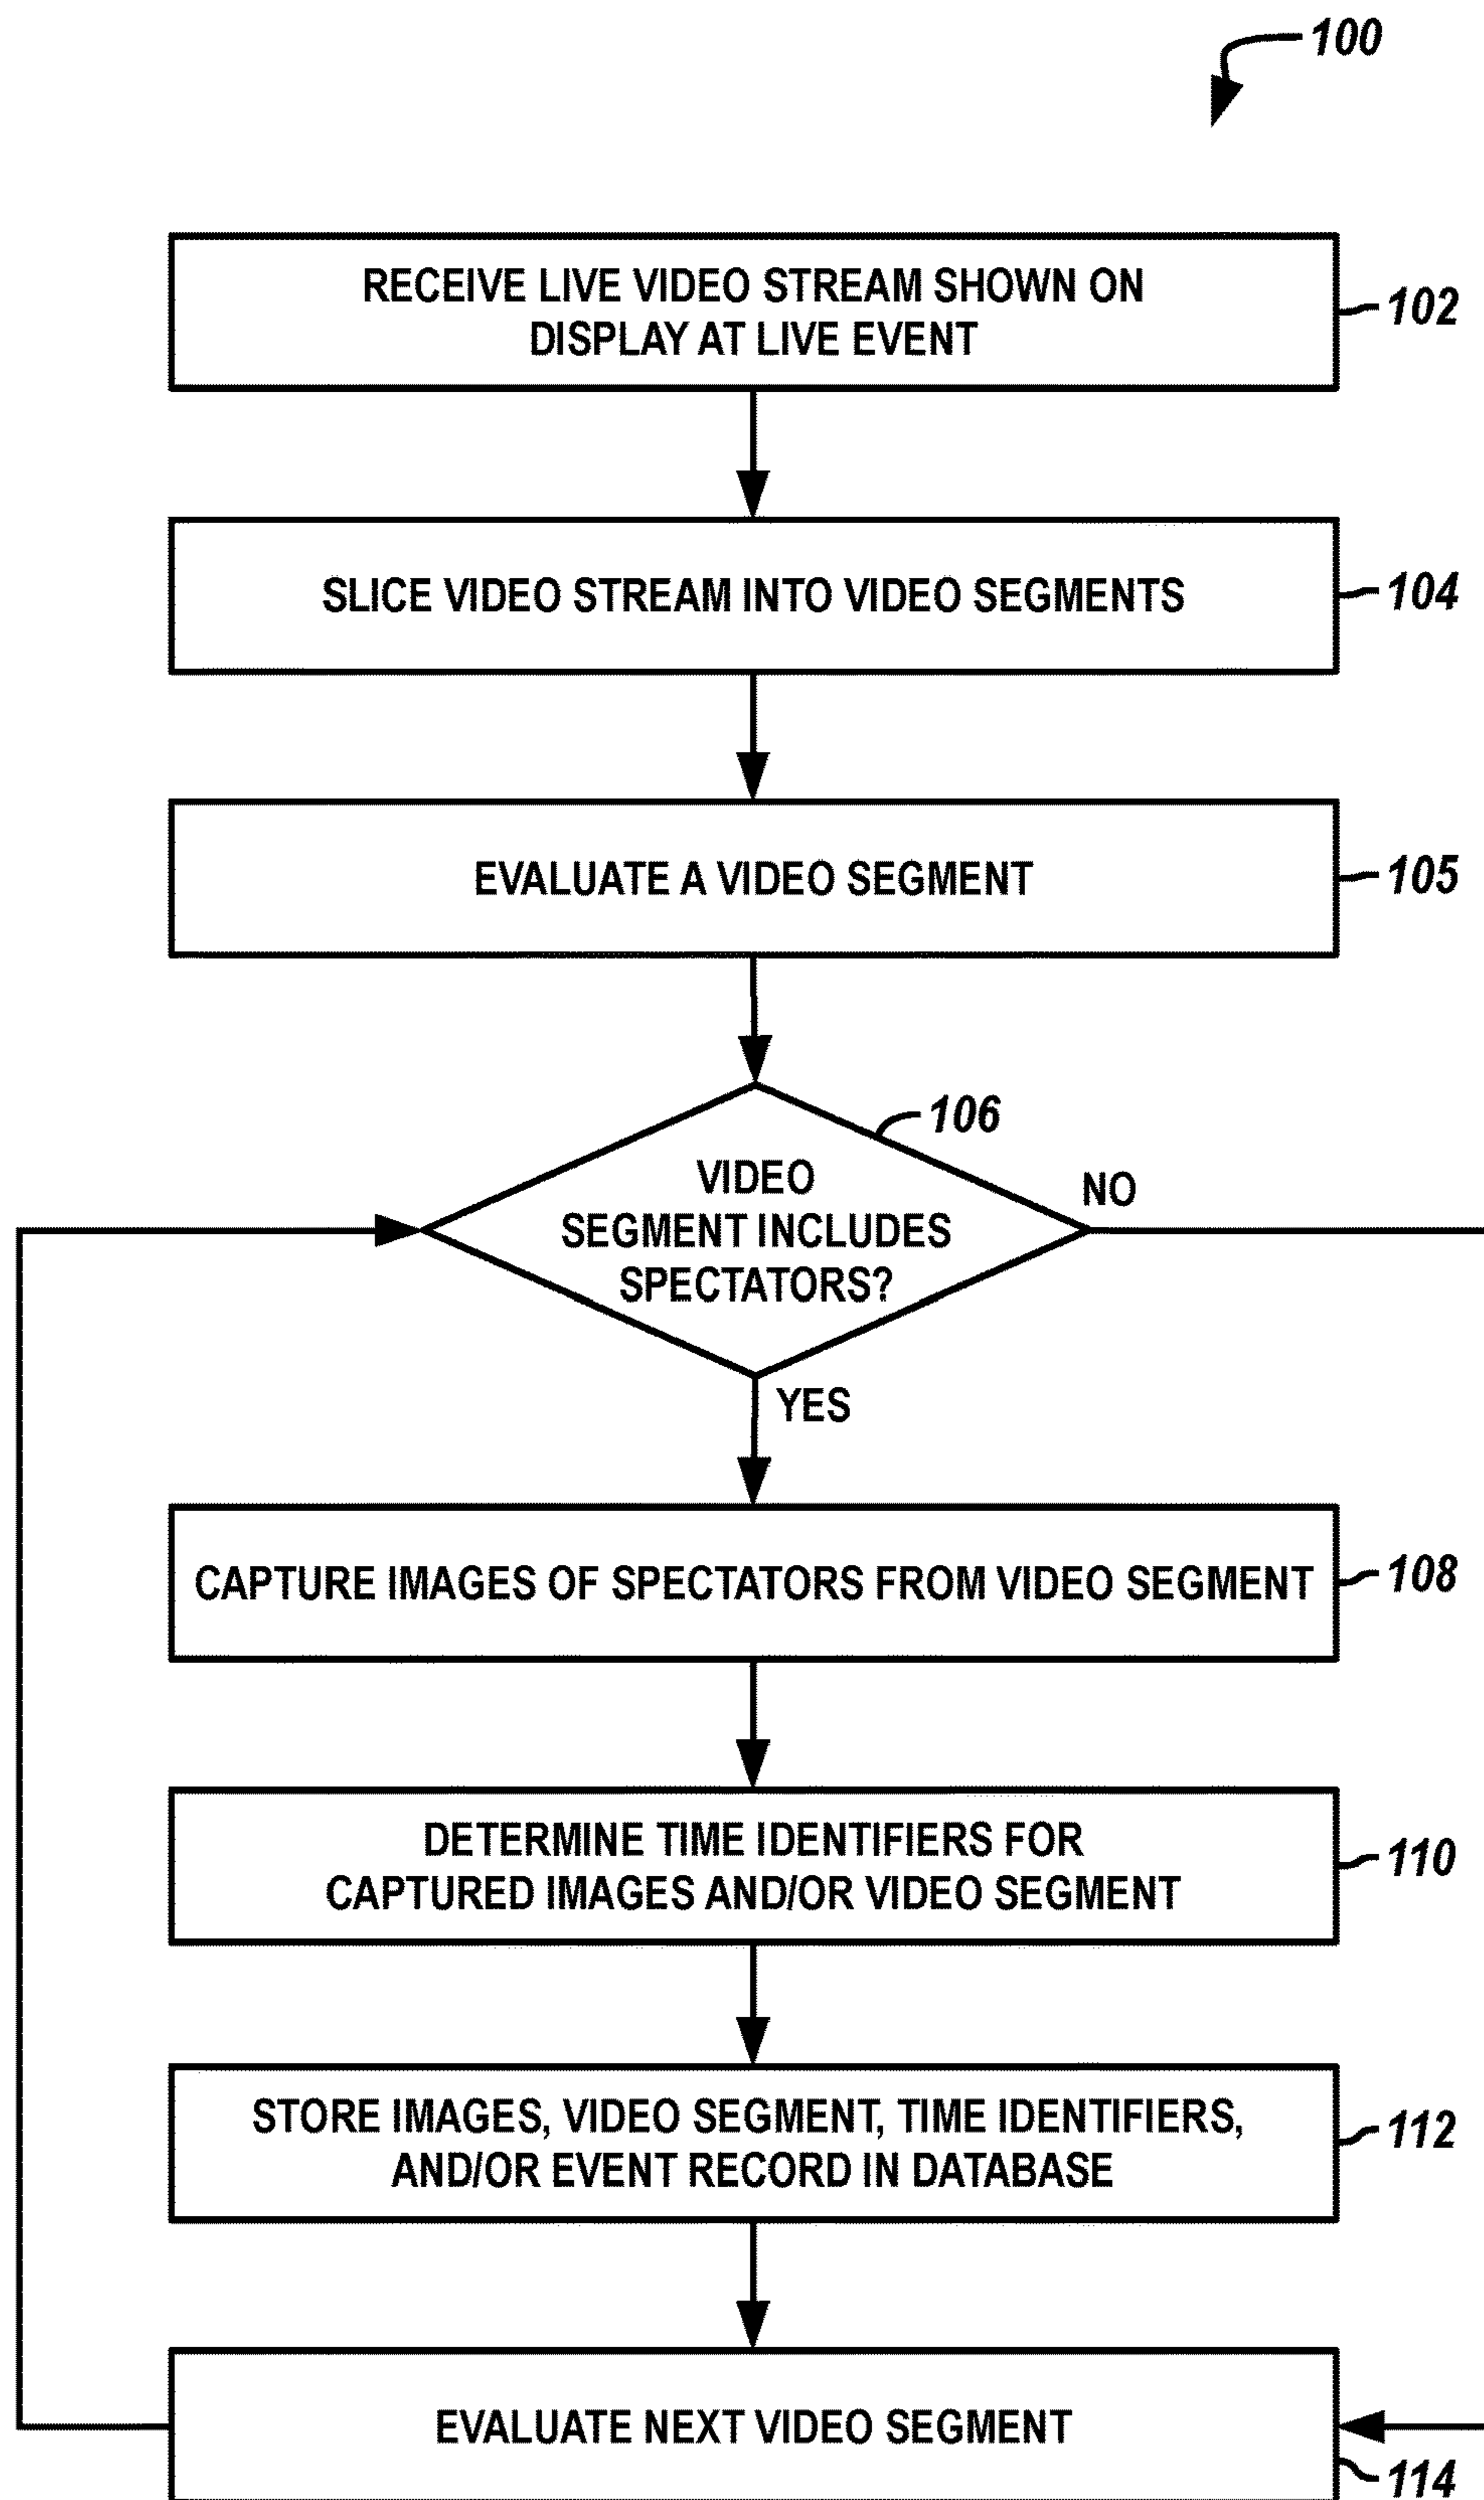 100
RECEIVE LIVE VIDEO STREAM SHOWN ON
DISPLAY AT LIVE EVENT
102
SLICE VIDEO STREAM INTO VIDEO SEGMENTS
104
EVALUATE A VIDEO SEGMENT
105
106
VIDEO
SEGMENT INCLUDES
SPECTATORS?
NO
YES
CAPTURE IMAGES OF SPECTATORS FROM VIDEO SEGMENT
108
DETERMINE TIME IDENTIFIERS FOR
CAPTURED IMAGES AND/OR VIDEO SEGMENT
110
STORE IMAGES, VIDEO SEGMENT, TIME IDENTIFIERS,
AND/OR EVENT RECORD IN DATABASE
112
EVALUATE NEXT VIDEO SEGMENT
114